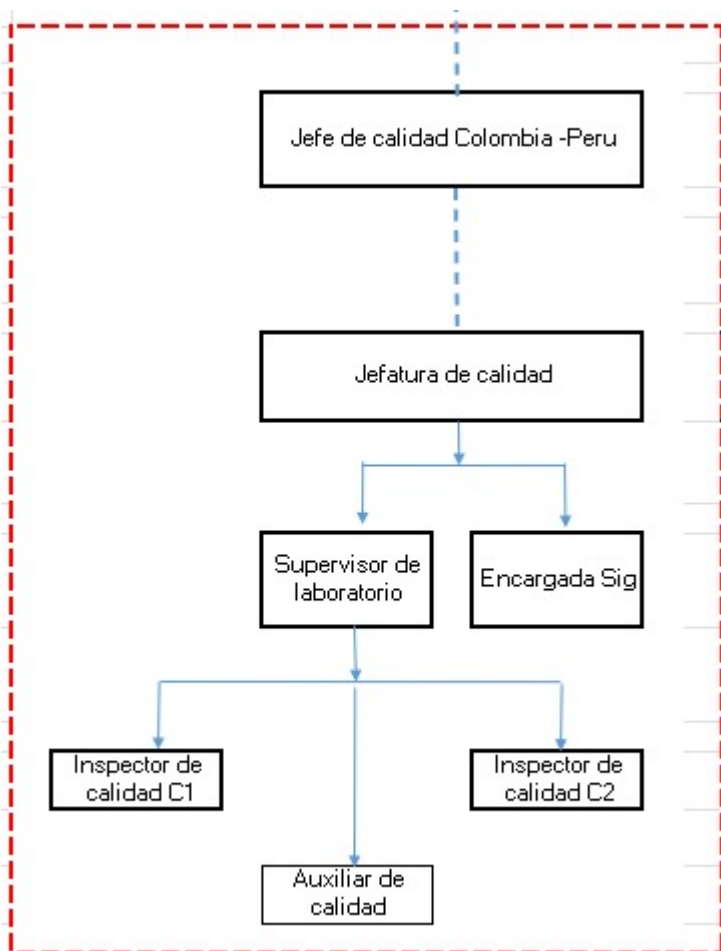 Jefe de calidad Colombia -Peru
Jefatura de calidad
Supervisor de
laboratorio
Encargada Sig
Inspector de
calidad C1
Inspector de
calidad C2
Auxiliar de
calidad